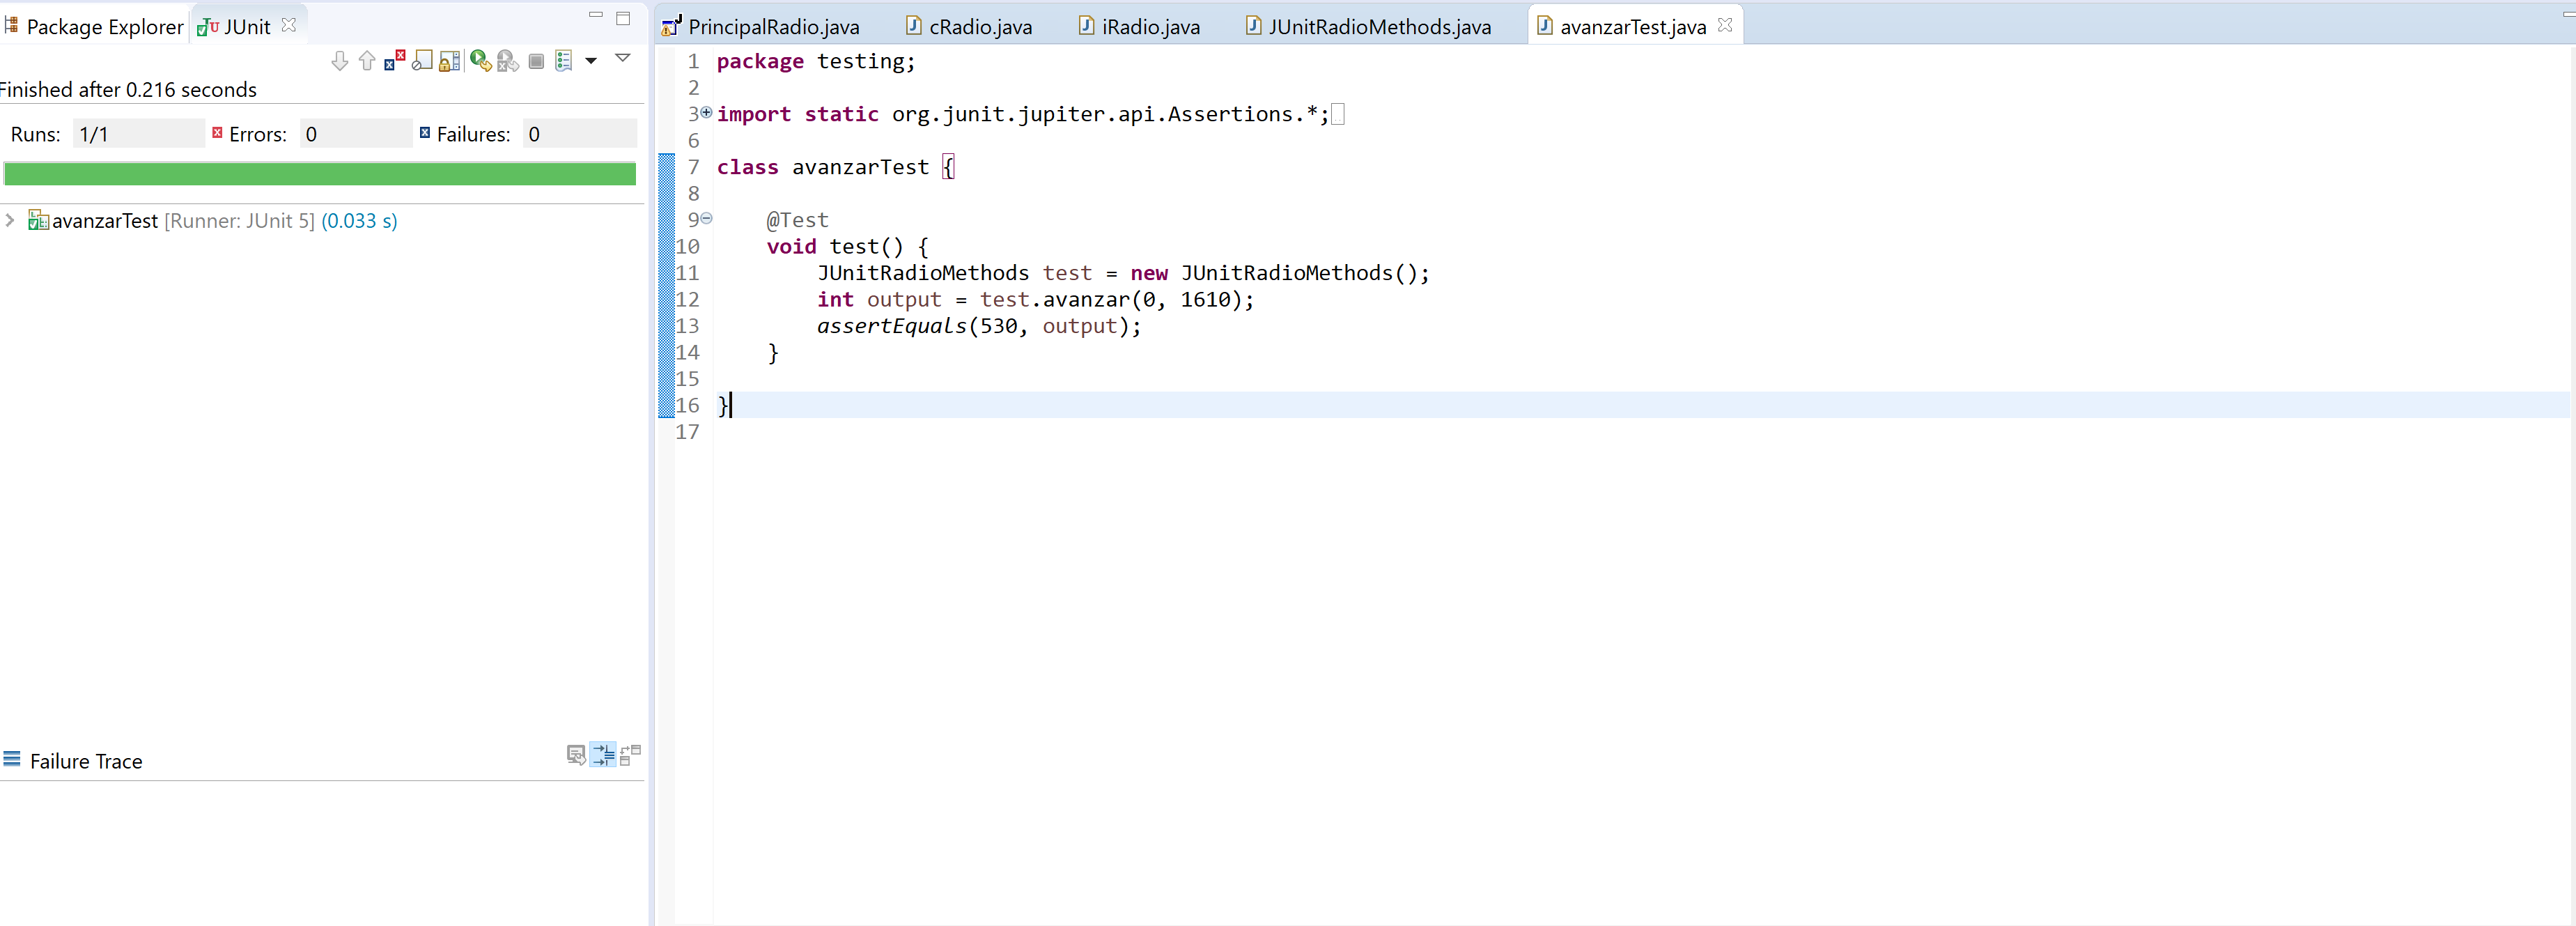 Package Explorer JUnit
Finished after 0.216 seconds
Runs: 1/1 Errors: 0 Failures: 0
avanzarTest [Runner: JUnit 5] (0.033 s)
Failure Trace
PrincipalRadio.java cRadio.java iRadio.java JUnitRadioMethods.java avanzarTest.java
1 package testing;
2
3 import static org.junit.jupiter.api.Assertions.*;
6
7 class avanzarTest {
8
9 @Test
10 void test() {
11 JUnitRadioMethods test = new JUnitRadioMethods();
12 int output = test.avanzar(0, 1610);
13 assertEquals(530, output);
14 }
15
16 }
17